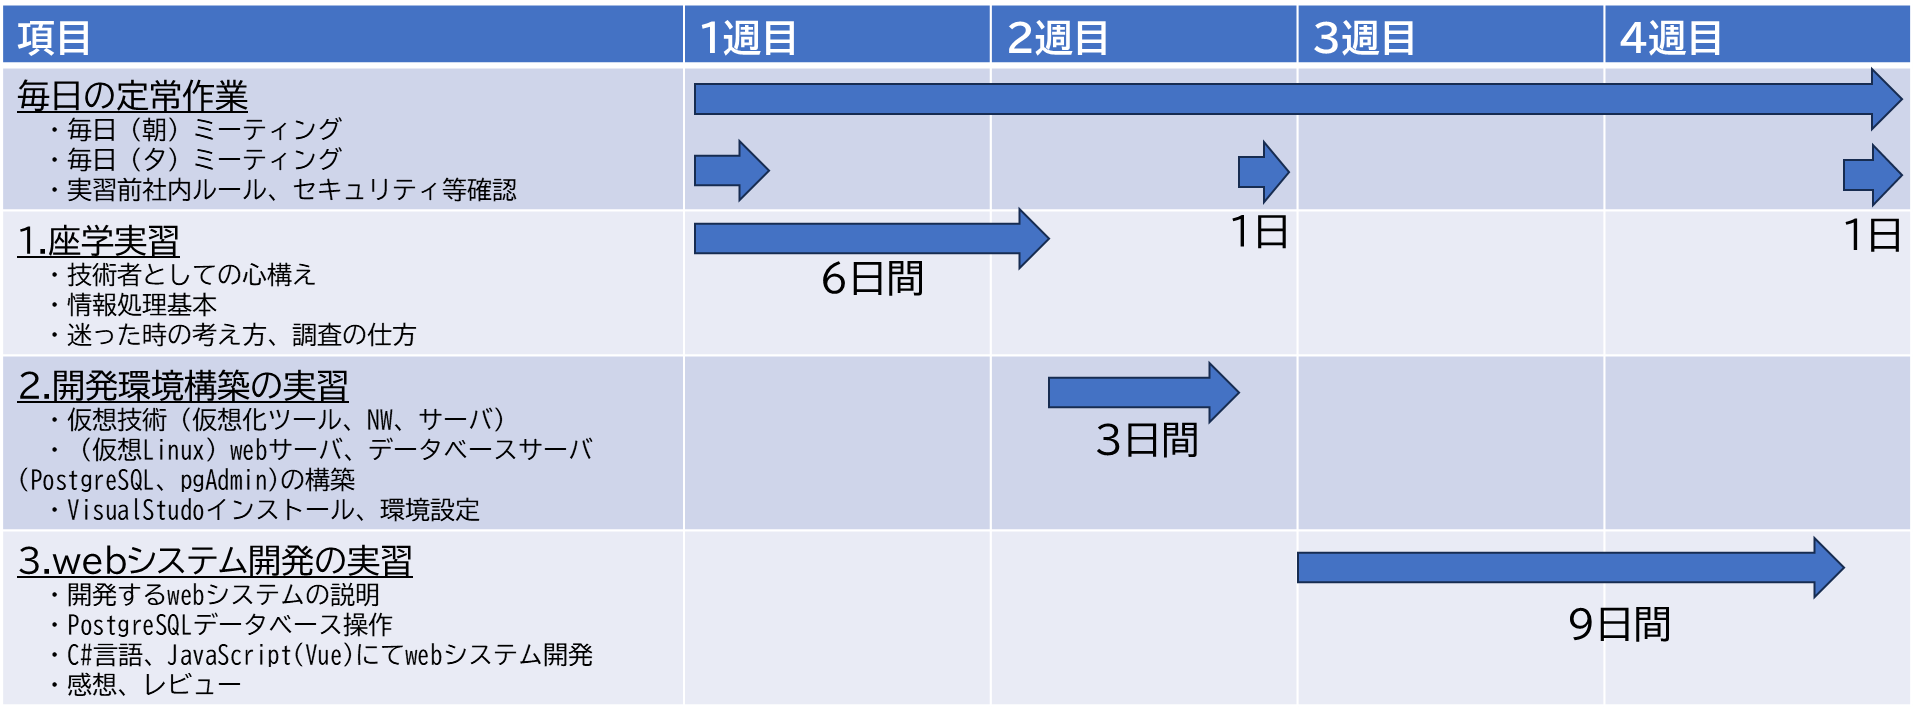 項目 1週目 2週目 3週目 4週目
毎日の定常作業
・毎日（朝）ミーティング
・毎日（夕）ミーティング
・実習前社内ルール、セキュリティ等確認
1日
1日
1.座学実習
・技術者としての心構え
・情報処理基本
・迷った時の考え方、調査の仕方
6日間
2.開発環境構築の実習
・仮想技術（仮想化ツール、NW、サーバ）
・（仮想Linux）webサーバ、データベースサーバ
(PostgreSQL、pgAdmin)の構築
・VisualStudoインストール、環境設定
3日間
3.webシステム開発の実習
・開発するwebシステムの説明
・PostgreSQLデータベース操作
・C#言語、JavaScript(Vue)にてwebシステム開発
・感想、レビュー
9日間